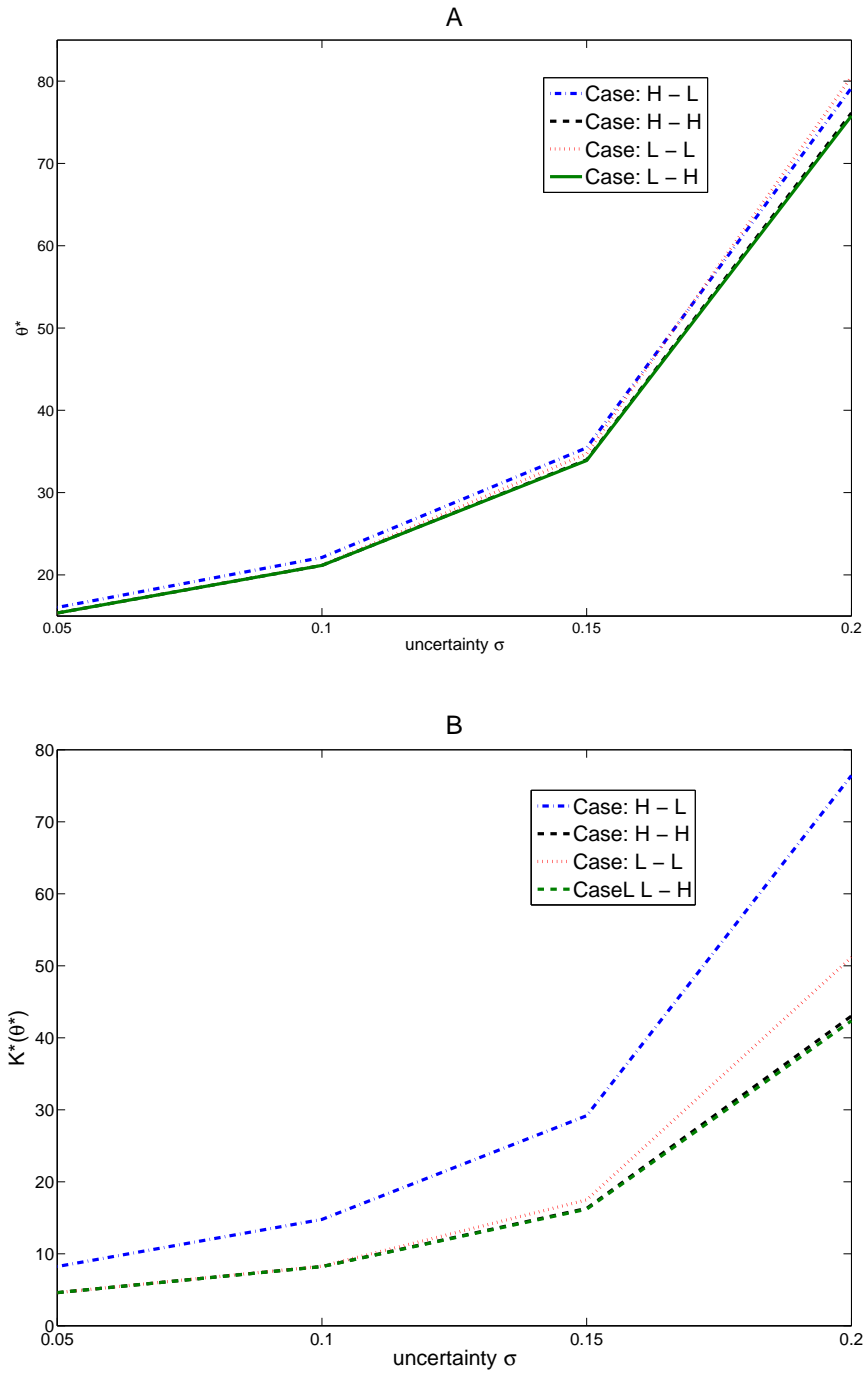 A
80
70
60
50
40
30
20
θ*
0.05
0.1
0.15
0.2
uncertainty σ
Case: H − L
Case: H − H
Case: L − L
Case: L − H
B
80
70
60
50
40
30
20
10
0
K*(θ*)
0.05
0.1
0.15
0.2
uncertainty σ
Case: H − L
Case: H − H
Case: L − L
CaseL L − H